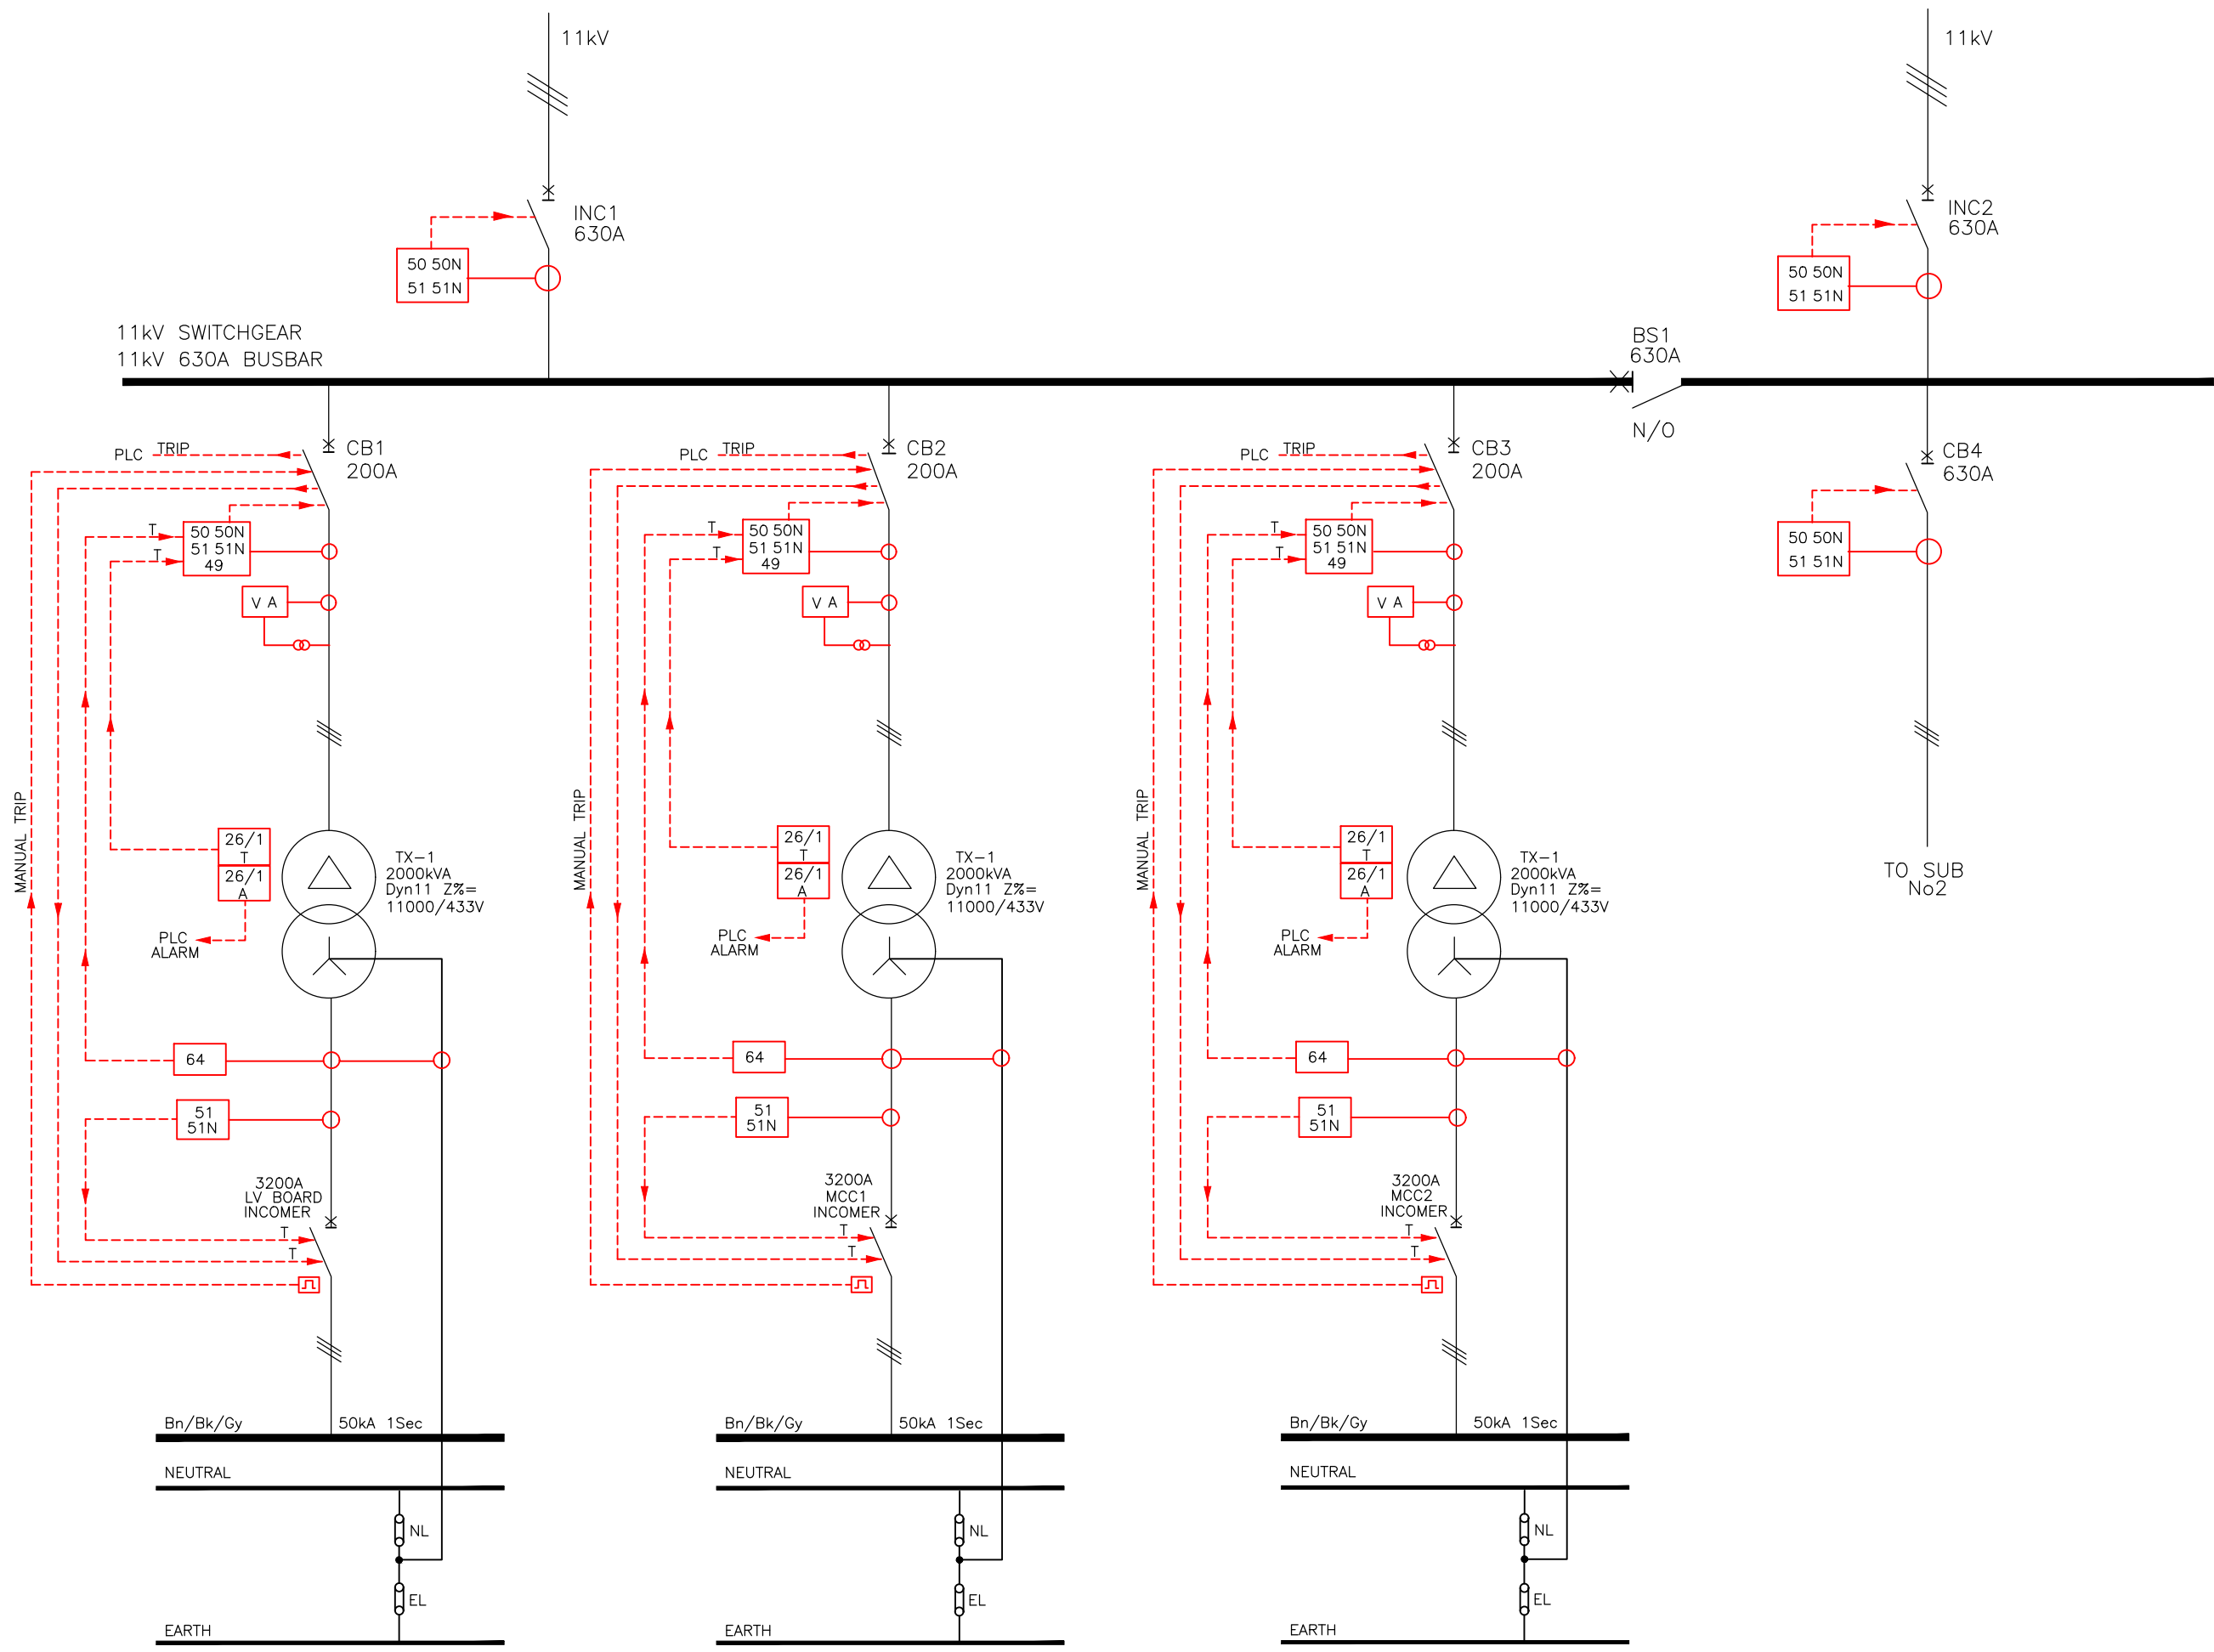 11kV
11kV
INC1
630A
50 50N
51 51N
INC2
630A
50 50N
51 51N
11kV SWITCHGEAR
11kV 630A BUSBAR
BS1
630A
N/O
PLC TRIP
CB1
200A
T
T
50 50N
51 51N
49
V A
MANUAL TRIP
26/1
T
26/1
A
PLC
ALARM
TX-1
2000kVA
Dyn11 Z%=
11000/433V
64
51
51N
3200A
LV BOARD
INCOMER
T
T
Bn/Bk/Gy
50kA 1Sec
NEUTRAL
NL
EL
EARTH
PLC TRIP
CB2
200A
T
T
50 50N
51 51N
49
V A
MANUAL TRIP
26/1
T
26/1
A
PLC
ALARM
TX-1
2000kVA
Dyn11 Z%=
11000/433V
64
51
51N
3200A
MCC1
INCOMER
T
T
Bn/Bk/Gy
50kA 1Sec
NEUTRAL
NL
EL
EARTH
PLC TRIP
CB3
200A
T
T
50 50N
51 51N
49
V A
MANUAL TRIP
26/1
T
26/1
A
PLC
ALARM
TX-1
2000kVA
Dyn11 Z%=
11000/433V
64
51
51N
3200A
MCC2
INCOMER
T
T
Bn/Bk/Gy
50kA 1Sec
NEUTRAL
NL
EL
EARTH
CB4
630A
50 50N
51 51N
TO SUB
No2